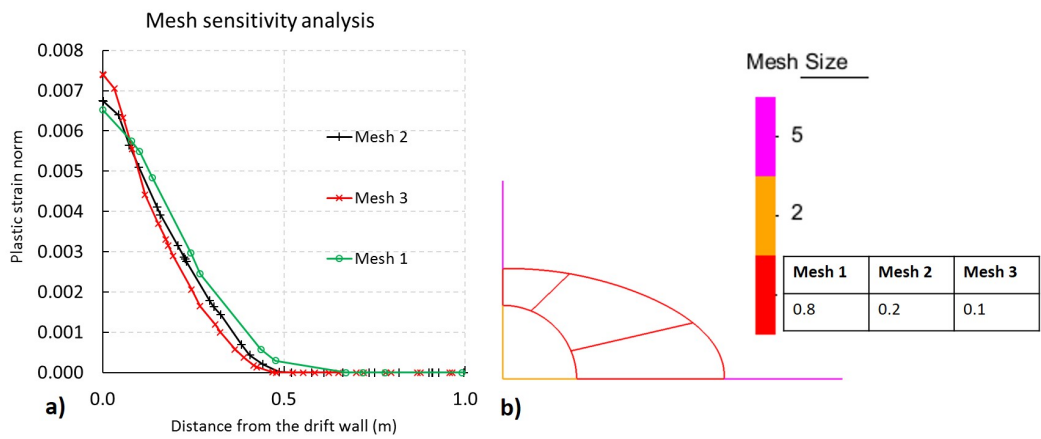 Mesh sensitivity analysis
0.008
0.007
0.006
0.005
0.004
0.003
0.002
0.001
0.000
Plastic strain norm
Mesh 2
Mesh 3
Mesh 1
0.0
0.5
1.0
Distance from the drift wall (m)
a)
Mesh Size
5
2
Mesh 1 Mesh 2 Mesh 3
0.8 0.2 0.1
b)